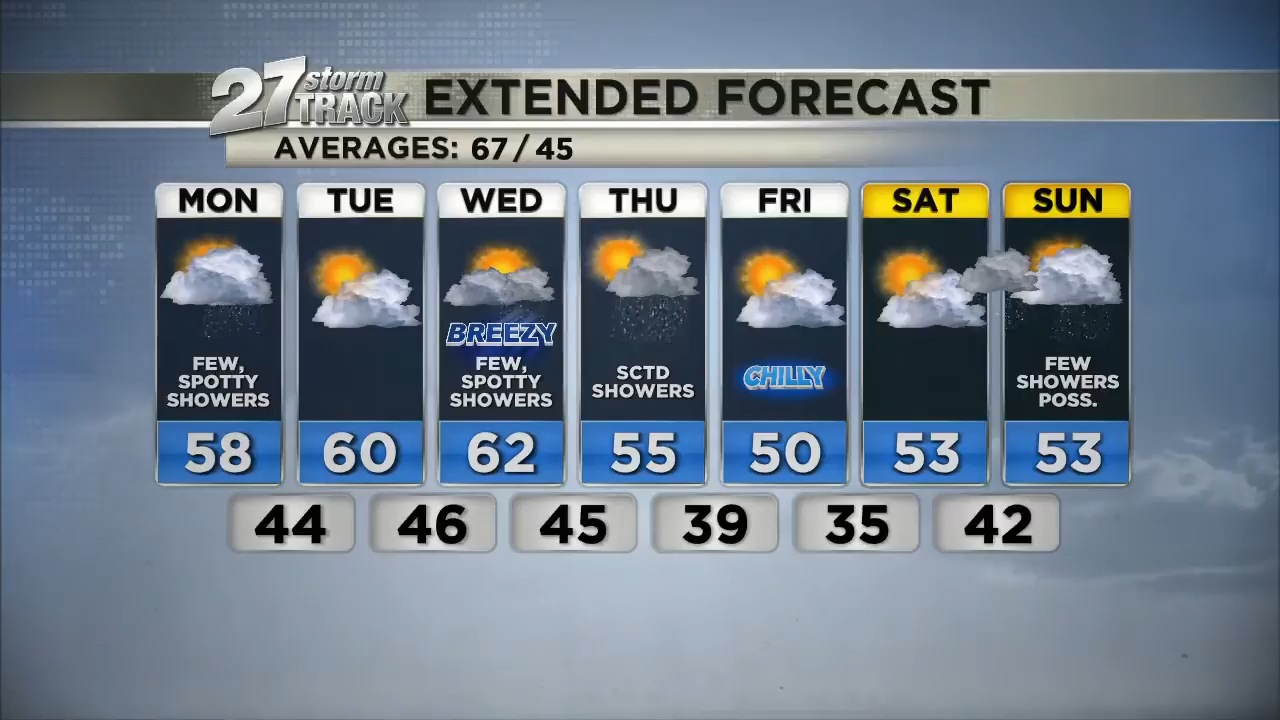 27 storm TRACK EXTENDED FORECAST
AVERAGES: 67 / 45
MON TUE WED THU FRI SAT SUN
BREEZY
FEW, SPOTTY SHOWERS
FEW, SPOTTY SHOWERS
SCTD SHOWERS
CHILLY
FEW SHOWERS POSS.
58 60 62 55 50 53 53
44 46 45 39 35 42